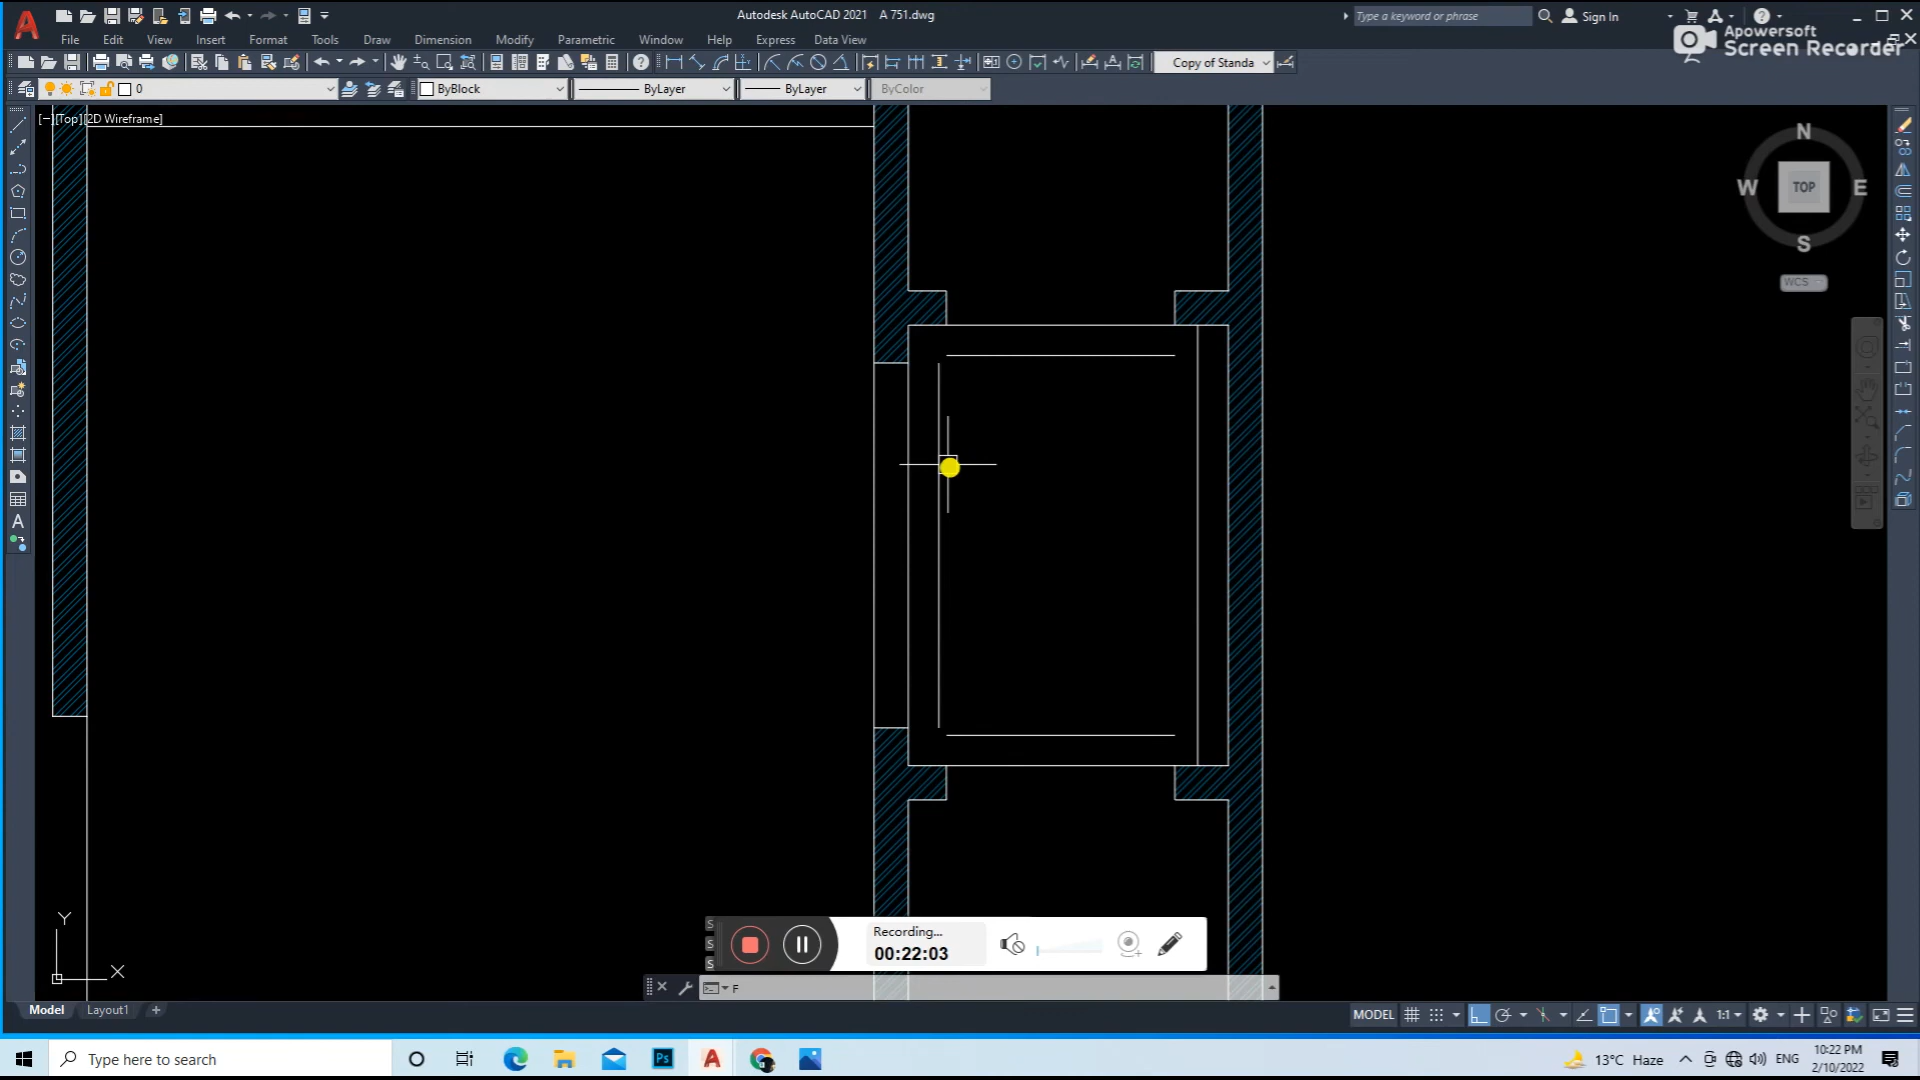 Autodesk AutoCAD 2021 A 751.dwg
Type a keyword or phrase
Sign In
Apowersoft
Screen Recorder
File Edit View Insert Format Tools Draw Dimension Modify Parametric Window Help Express Data View
Copy of Standa
0
ByBlock
ByLayer
ByLayer
ByColor
[−][Top][2D Wireframe]
N
W TOP E
S
WCS
Y
X
S
S
S
Recording...
00:22:03
F
Model Layout1 +
MODEL 1:1
Type here to search
Ps
13°C Haze
ENG
10:22 PM
2/10/2022